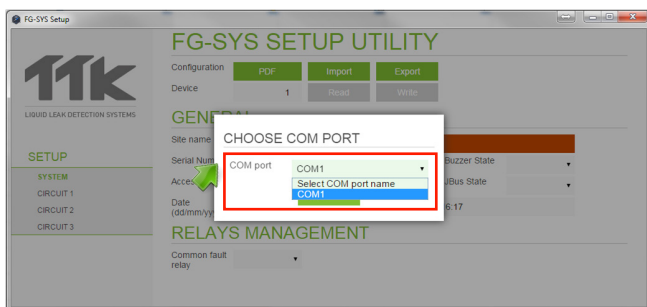 FG-SYS Setup
TTK
LIQUID LEAK DETECTION SYSTEMS
SETUP
SYSTEM
CIRCUIT 1
CIRCUIT 2
CIRCUIT 3
FG-SYS SETUP UTILITY
Configuration PDF Import Export
Device 1 Read Write
GENERAL
Site name
Serial Num Buzzer State
Acces JBus State
Date
(dd/mm/yy 6:17
CHOOSE COM PORT
COM port COM1
Select COM port name
COM1
RELAYS MANAGEMENT
Common fault
relay